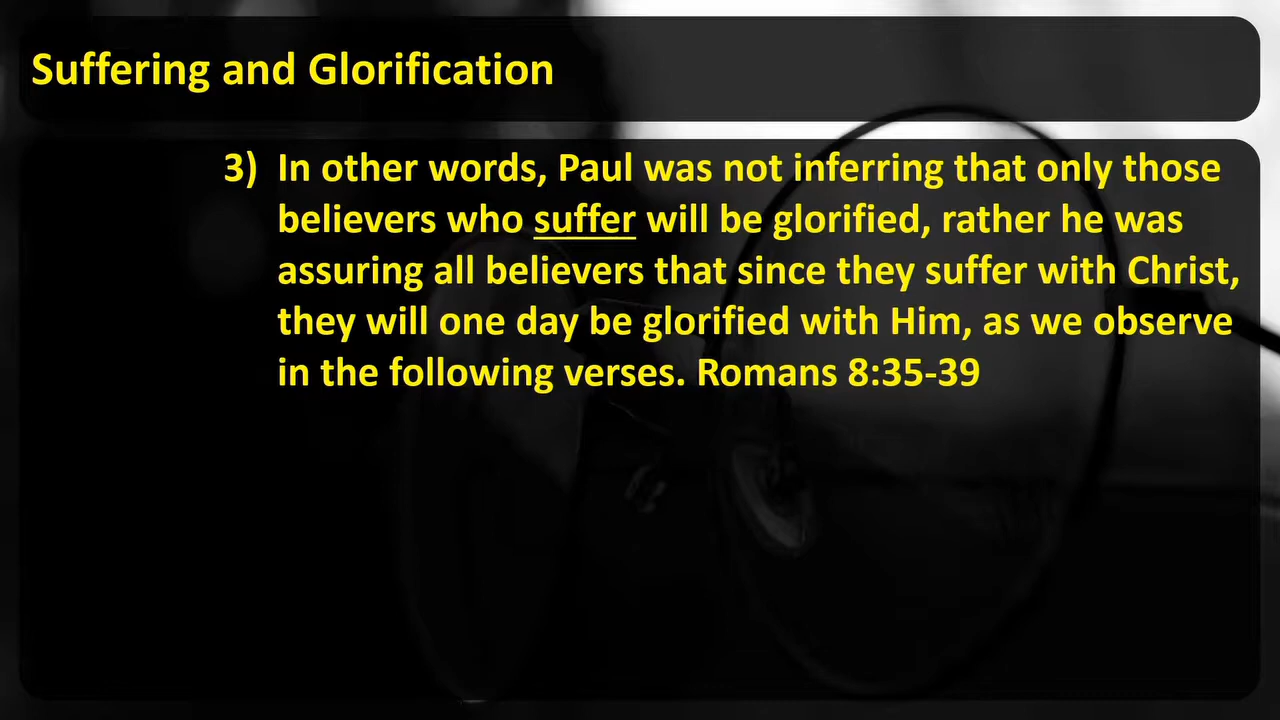 Suffering and Glorification
3) In other words, Paul was not inferring that only those
believers who suffer will be glorified, rather he was
assuring all believers that since they suffer with Christ,
they will one day be glorified with Him, as we observe
in the following verses. Romans 8:35-39